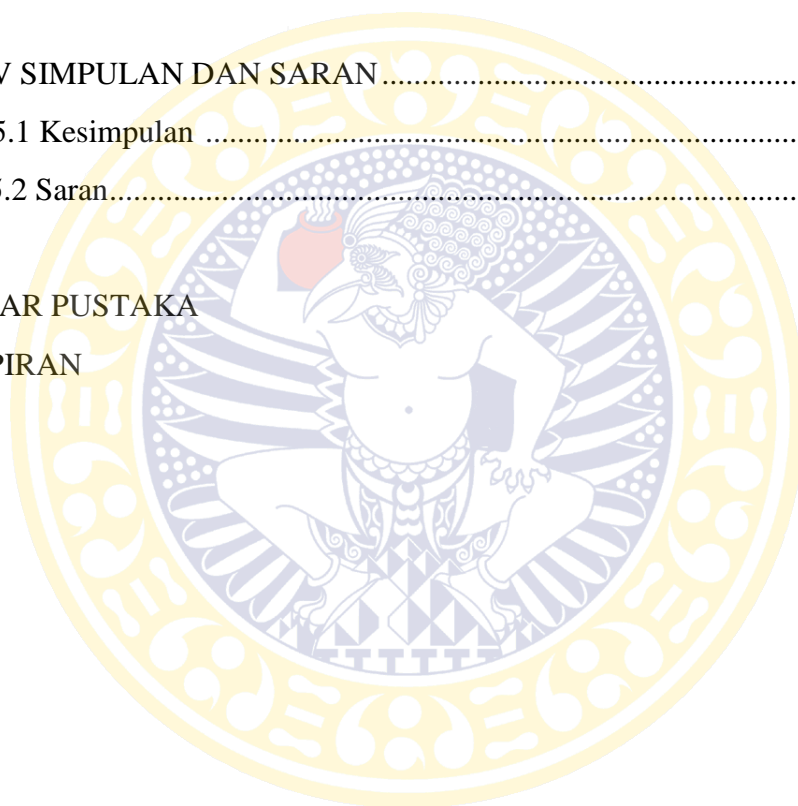 V SIMPULAN DAN SARAN........................................................
5.1 Kesimpulan ........................................................................
5.2 Saran..................................................................................
AR PUSTAKA
PIRAN